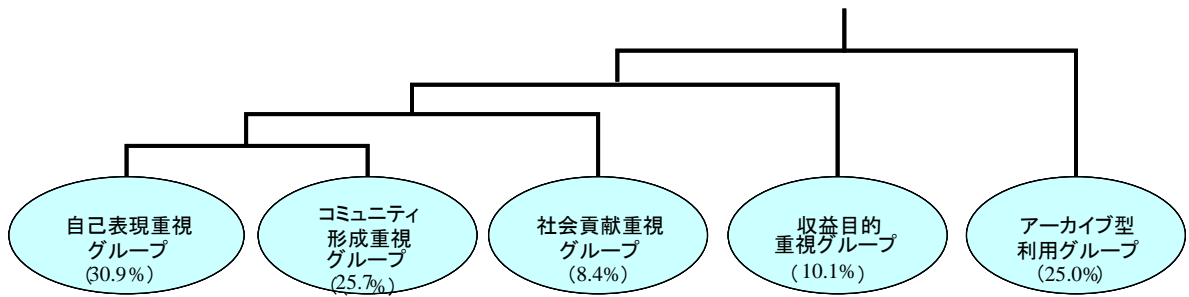 自己表現重視
グループ
(30.9%)
コミュニティ
形成重視
グループ
(25.7%)
社会貢献重視
グループ
(8.4%)
収益目的
重視グループ
(10.1%)
アーカイブ型
利用グループ
(25.0%)